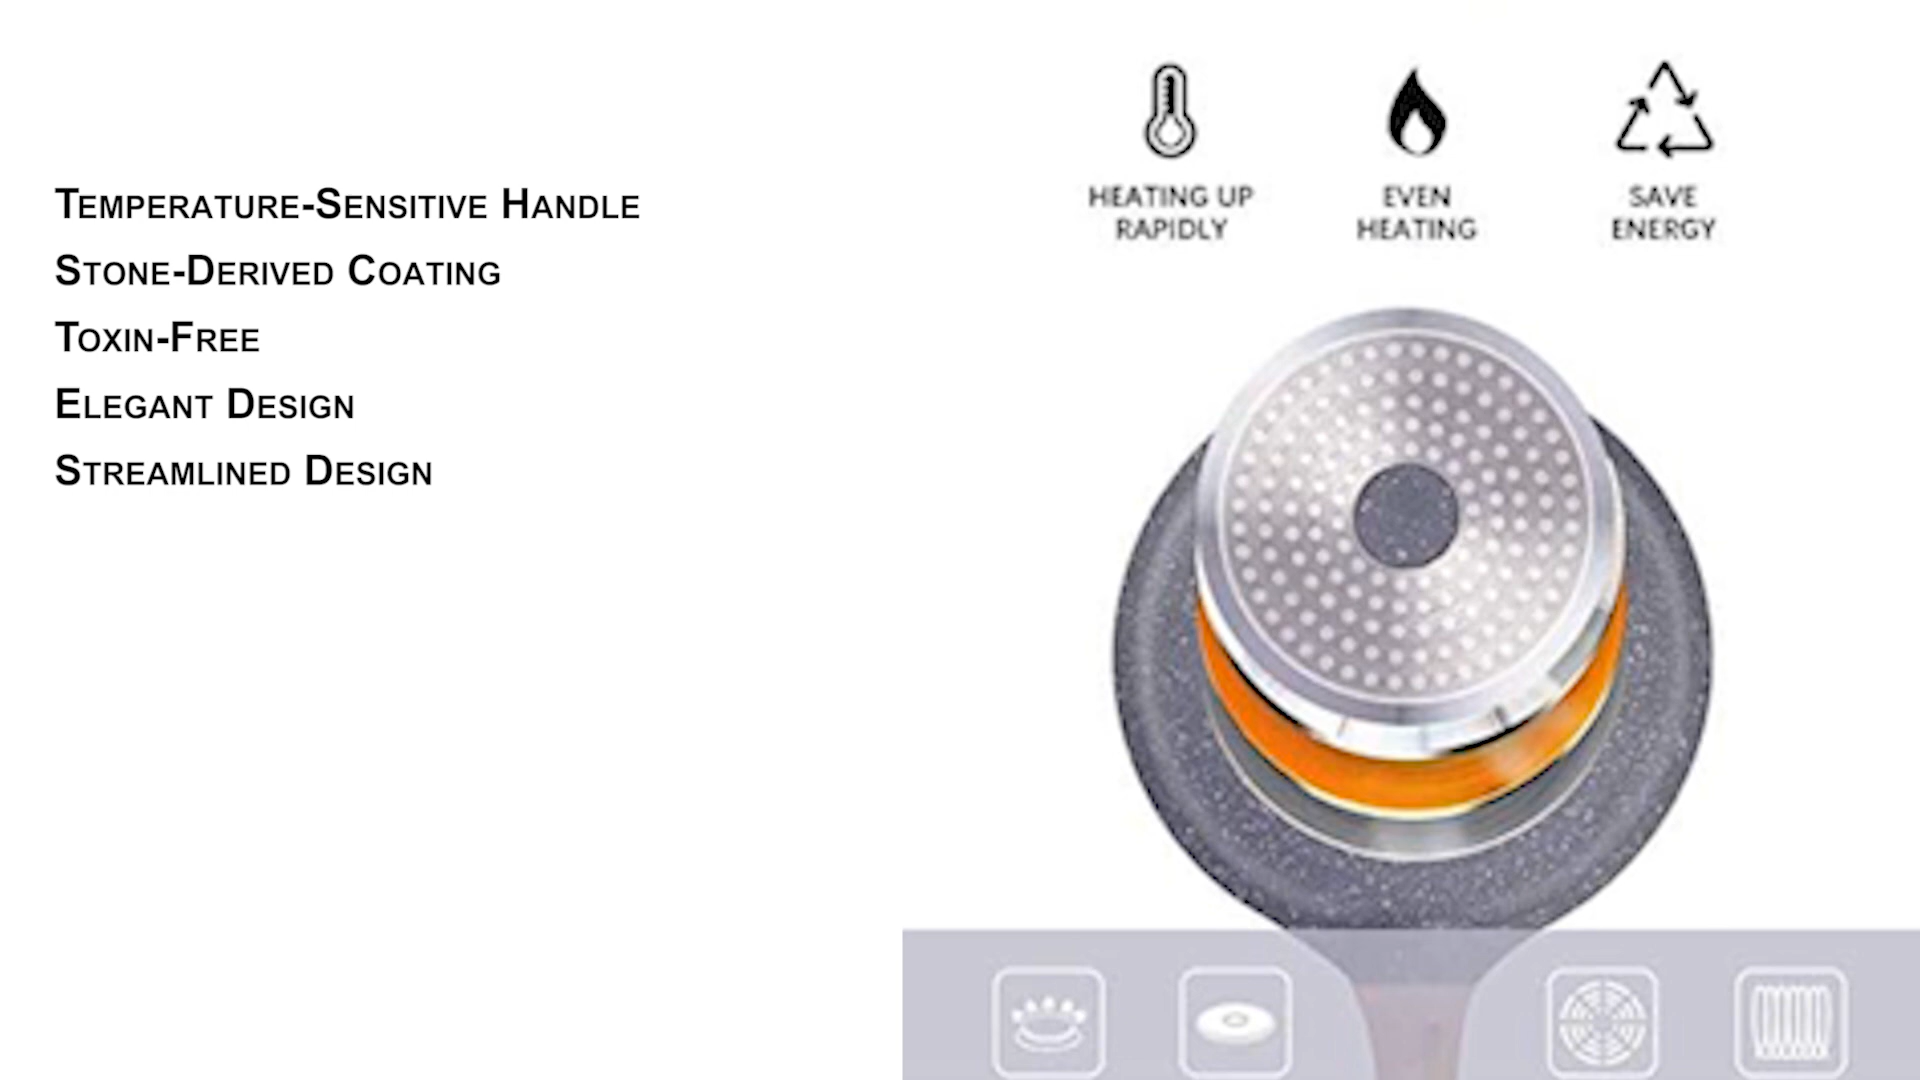 Temperature-Sensitive Handle
Stone-Derived Coating
Toxin-Free
Elegant Design
Streamlined Design
HEATING UP
RAPIDLY
EVEN
HEATING
SAVE
ENERGY